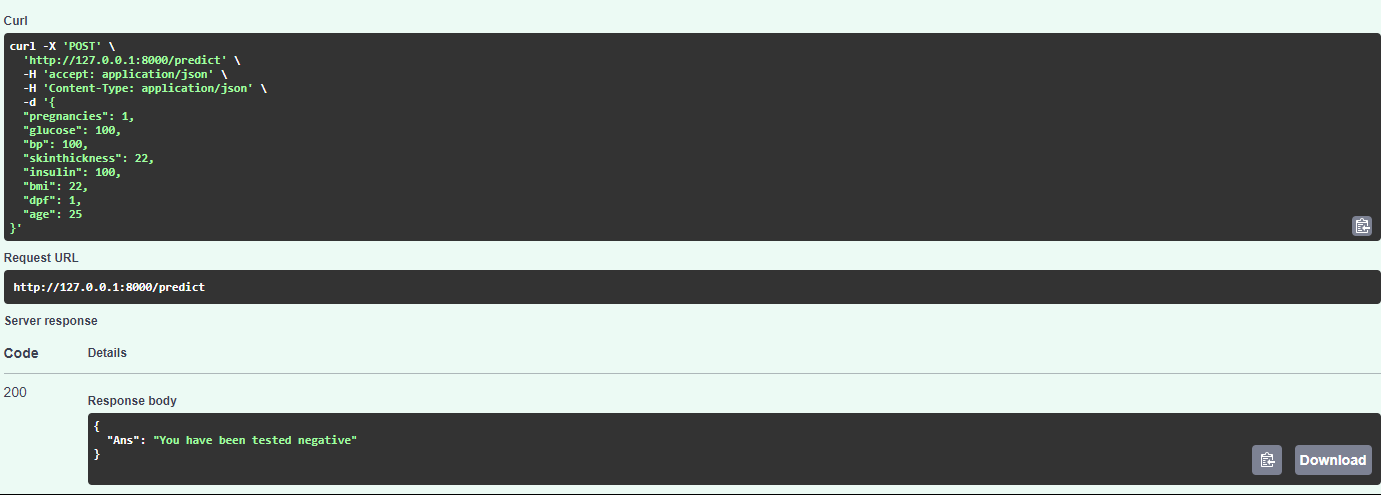 Curl
curl -X 'POST' \
  'http://127.0.0.1:8000/predict' \
  -H 'accept: application/json' \
  -H 'Content-Type: application/json' \
  -d '{
  "pregnancies": 1,
  "glucose": 100,
  "bp": 100,
  "skinthickness": 22,
  "insulin": 100,
  "bmi": 22,
  "dpf": 1,
  "age": 25
}'
Request URL
http://127.0.0.1:8000/predict
Server response
Code Details
200
Response body
{
  "Ans": "You have been tested negative"
}
Download